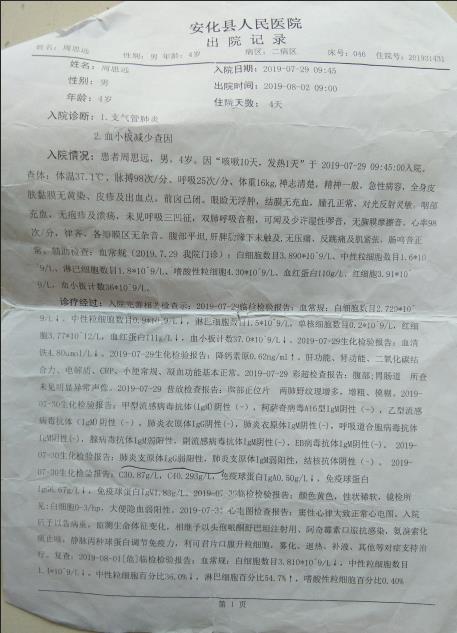 安化县人民医院
出院记录
姓名：周思远 性别：男 年龄：4岁 病区：二病区 床号：046 住院号：201931431
姓名：周思远 入院日期：2019-07-29 09:45
性别：男 出院时间：2019-08-02 09:00
年龄：4岁 住院天数：4天
入院诊断：1.支气管肺炎
2.血小板减少查因
入院情况：患者周思远，男，4岁。因“咳嗽10天，发热1天”于 2019-07-29 09:45:00入院。
查体：体温37.1℃，脉搏98次/分、呼吸25次/分、体重16kg,神志清楚，精神一般，急性病容，全身皮
肤黏膜无黄染、皮疹及出血点。前囟已闭。眼睑无浮肿，结膜无充血，瞳孔正常，对光反射灵敏。咽部
充血，无疱疹及溃疡，未见呼吸三凹征，双肺呼吸音粗，可闻及少许湿性啰音，无胸膜摩擦音。心率98
次/分，律齐、各瓣膜区无杂音。腹部平坦,肝脾肋缘下未触及,无压痛、反跳痛及肌紧张，肠鸣音正
常。辅助检查：血常规（2019.7.29 我院门诊）：白细胞数目3.890*10^9/L、中性粒细胞数目1.6*10
^9/L、淋巴细胞数目1.8*10^9/L、嗜酸性粒细胞4.30*10^9/L、血红蛋白110g/L、红细胞3.91*10^
9/L，血小板计数36*10^9/L。
诊疗经过：入院完善相关检查示：2019-07-29临检检验报告：血常规：白细胞数目2.720*10^
9/L↓，中性粒细胞数目0.9*10^9/L↓，淋巴细胞数目1.5*10^9/L，单核细胞数目0.2*10^9/L，红细
胞3.77*10^12/L，血红蛋白111g/L↓，血小板计数37.0*10^9/L↓。2019-07-29生化检验报告：血清
铁4.80umol/L↓。2019-07-29生化检验报告：降钙素原0.62ng/ml↑。肝功能、肾功能、二氧化碳结
合力、电解质、CRP、小便常规、凝血功能基本正常。2019-07-29 彩超检查报告：腹部;胃肠道 所查
未见明显异常声像。2019-07-29 普放检查报告：胸部正位片 两肺野纹理增多，增粗，模糊。2019-
07-30生化检验报告：甲型流感病毒抗体(IgM)阴性（-），柯萨奇病毒A16型IgM阴性（-），乙型流感
病毒抗体（IgM阴性(-)，肺炎衣原体IgG阴性(-)，肺炎衣原体IgM阴性(-)，呼吸道合胞病毒抗体
IgM阴性(-)，腺病毒抗体IgM弱阳性，副流感病毒抗体IgM阴性(-)，EB病毒抗体IgM阴性(-)。 2019-
07-30生化检验报告：肺炎支原体IgG弱阳性，肺炎支原体IgM弱阳性，结核抗体阴性（-）。 2019-
07-30生化检验报告：C30.87g/L，C40.293g/L，免疫球蛋白IgA0.50g/L↓，免疫球蛋白
IgG6.67g/L↓，免疫球蛋白IgM1.83g/L。2019-07-30临检检验报告：颜色黄色，性状稀软，镜检所
见:白细胞0-3/hp，大便隐血弱阳性。2019-07-3 心电图检查报告：窦性心律大致正常心电图。入院
后予以告病重，监测生命体征变化，相继予以头孢哌酮舒巴坦注射用、阿奇霉素口服抗感染，氨溴索化
痰止咳，静脉丙种球蛋白调节免疫力，利可君片口服升粒细胞，雾化、退热、补液，其他等对症支持治
疗。复查：2019-08-01[危]临检检验报告：血常规：白细胞数目3.810*10^9/L↓，中性粒细胞数目
1.4*10^9/L↓，中性粒细胞百分比36.0%↓，淋巴细胞百分比54.7%↑，嗜酸性粒细胞百分比0.40%
第 1 页